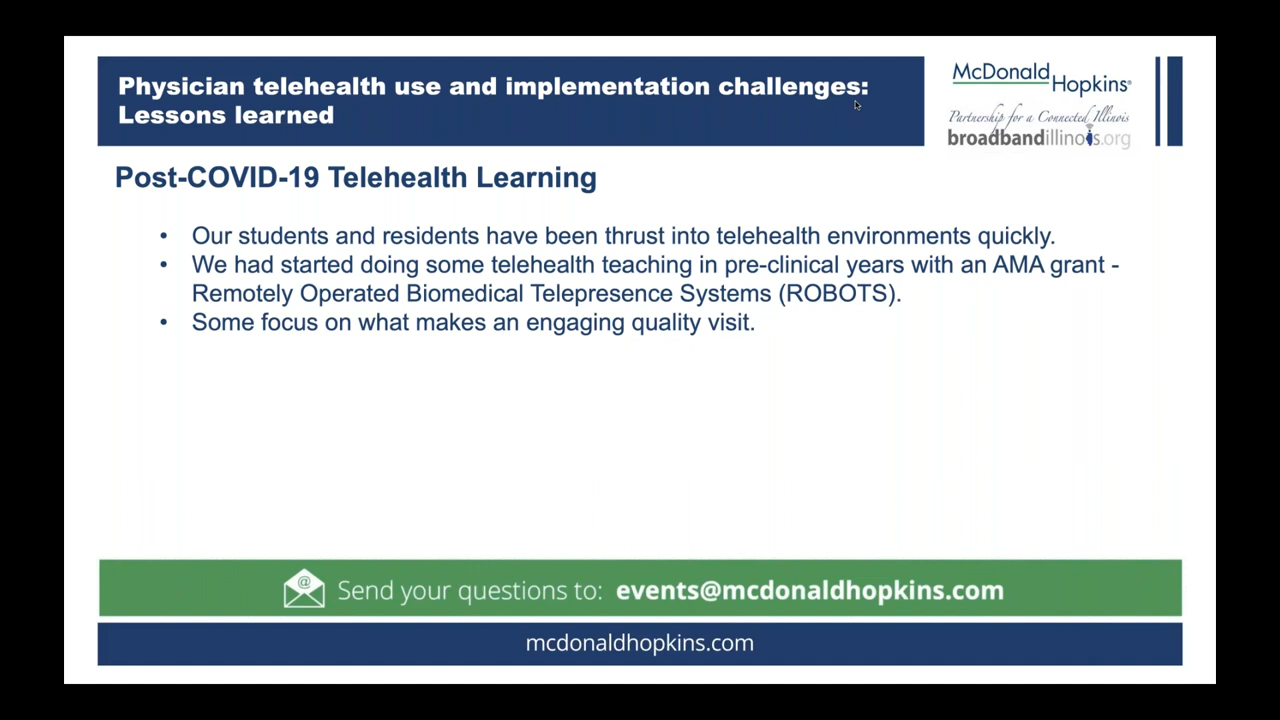 Physician telehealth use and implementation challenges:
Lessons learned
McDonald
Hopkins®
Partnership for a Connected Illinois
broadbandillinois.org
Post-COVID-19 Telehealth Learning
• Our students and residents have been thrust into telehealth environments quickly.
• We had started doing some telehealth teaching in pre-clinical years with an AMA grant -
Remotely Operated Biomedical Telepresence Systems (ROBOTS).
• Some focus on what makes an engaging quality visit.
@
Send your questions to: events@mcdonaldhopkins.com
mcdonaldhopkins.com